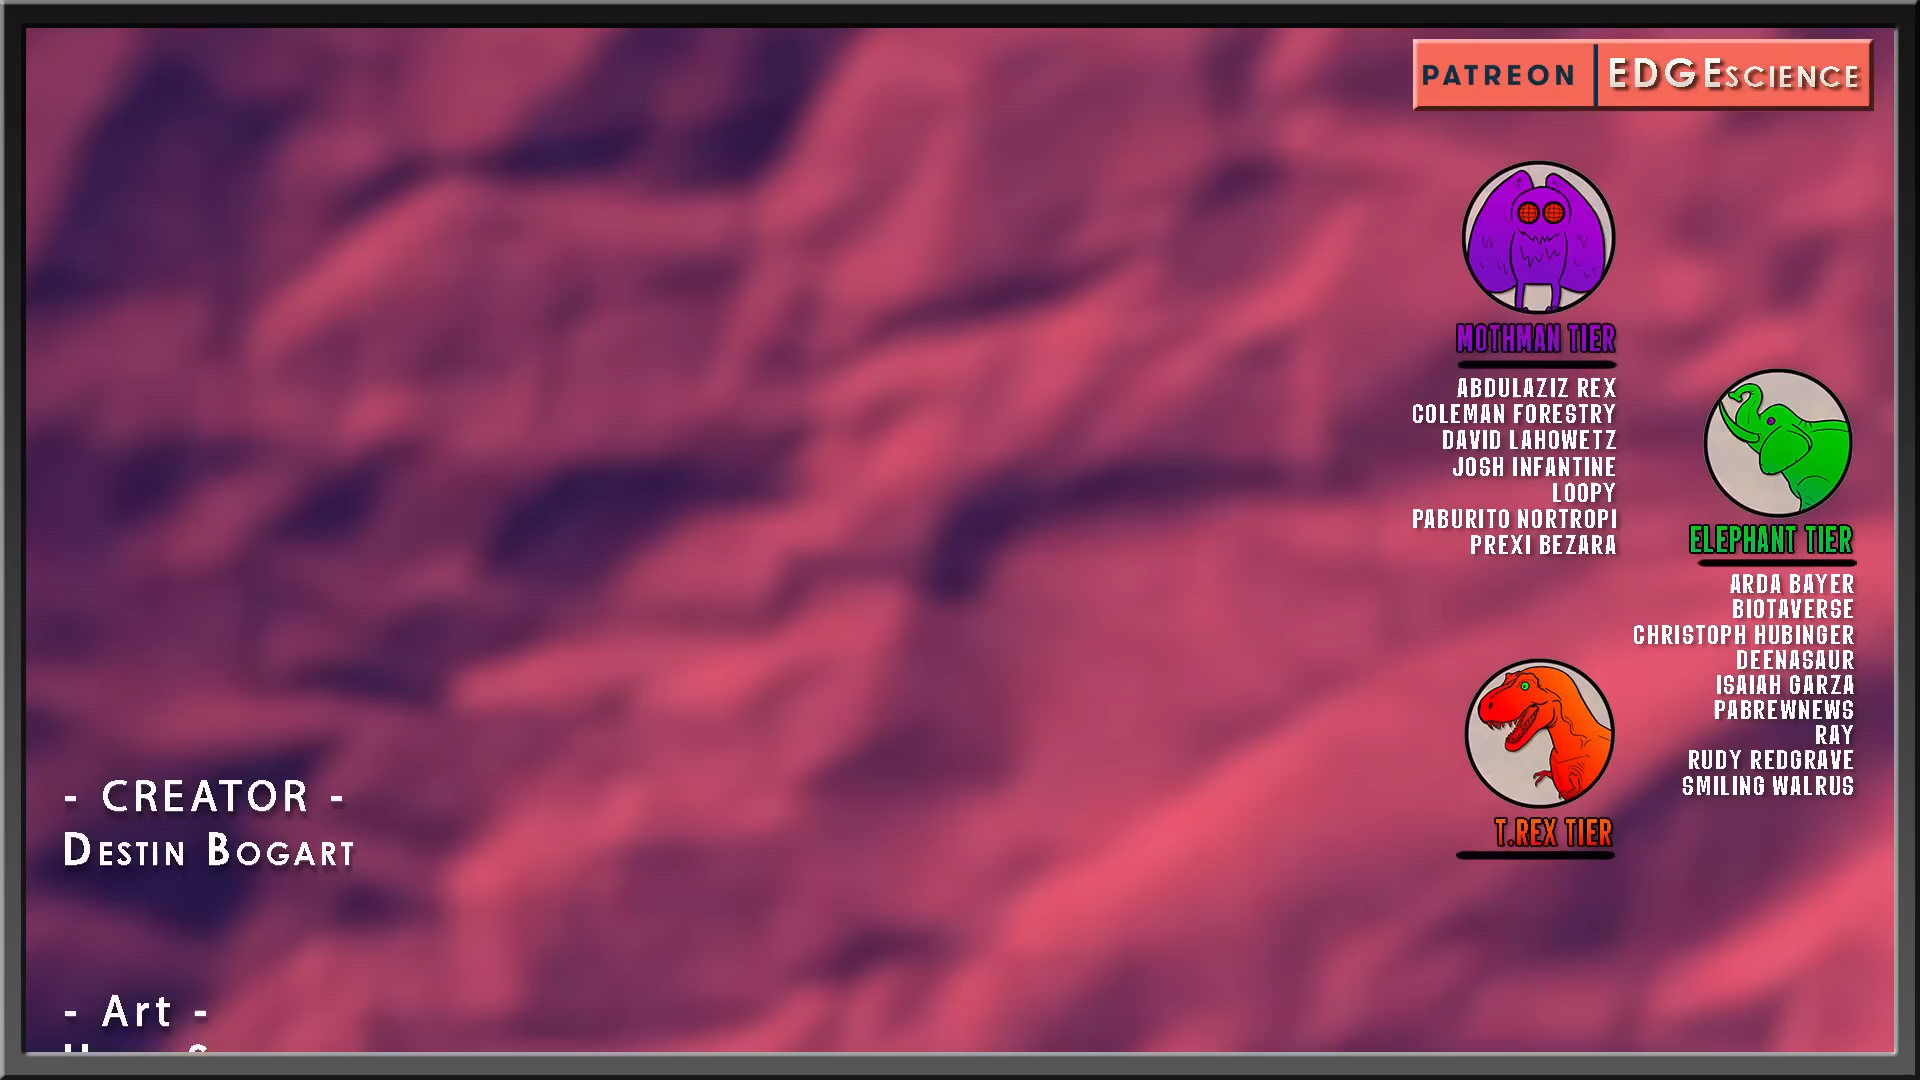 PATREON | EDGESCIENCE
MOTHMAN TIER
ABDULAZIZ REX
COLEMAN FORESTRY
DAVID LAHOWETZ
JOSH INFANTINE
LOOPY
PABURITO NORTROPI
PREXI BEZARA
ELEPHANT TIER
ARDA BAYER
BIOTAVERSE
CHRISTOPH HUBINGER
DEENASAUR
ISAIAH GARZA
PABREWNEWS
RAY
RUDY REDGRAVE
SMILING WALRUS
T.REX TIER
- CREATOR -
DESTIN BOGART
- Art -